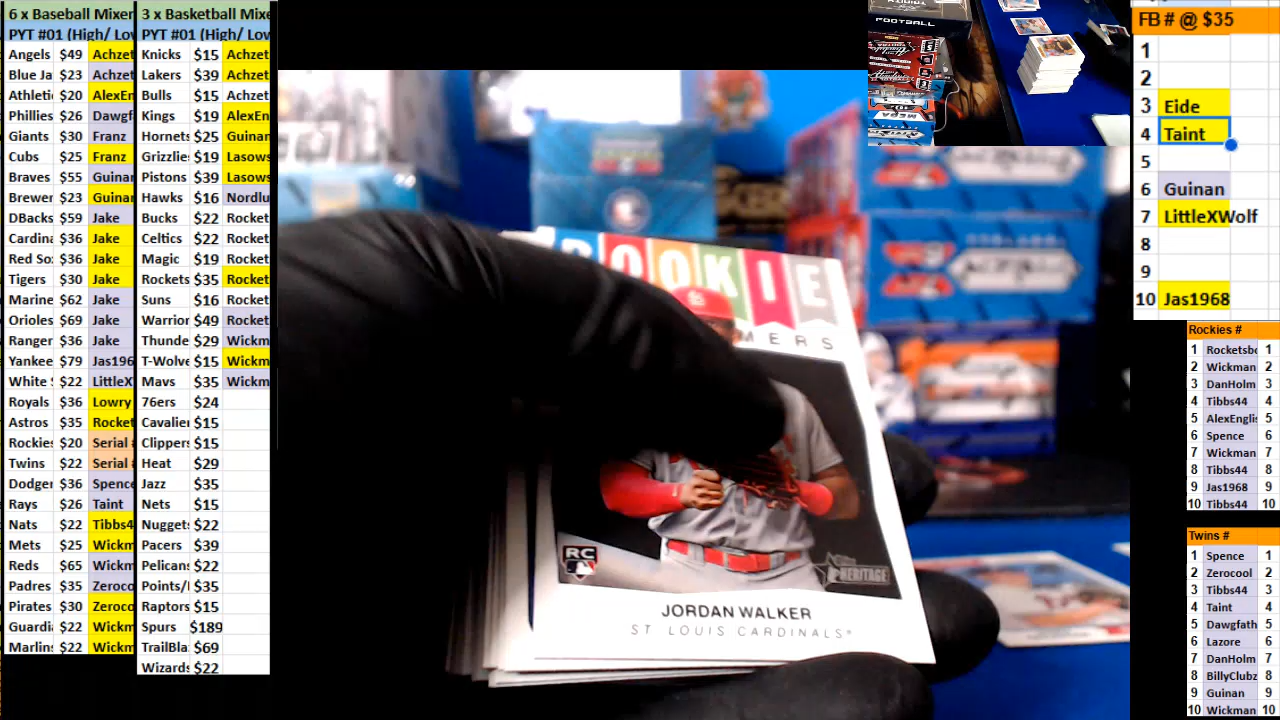 6 x Baseball Mixer
PYT #01 (High/ Lov
Angels $49 Achzet
Blue Ja $23 Achzet
Athleti $20 AlexEn
Phillies $26 Dawgf
Giants $30 Franz
Cubs $25 Franz
Braves $55 Guinar
Brewer $23 Guinar
DBacks $59 Jake
Cardina $36 Jake
Red So $36 Jake
Tigers $30 Jake
Marine $62 Jake
Orioles $69 Jake
Ranger $36 Jake
Yankee $79 Jas196
White $22 LittleX
Royals $36 Lowry
Astros $35 Rocket
Rockies $20 Serial
Twins $22 Serial
Dodger $36 Spence
Rays $26 Taint
Nats $22 Tibbs4
Mets $25 Wickm
Reds $65 Wickm
Padres $35 Zeroco
Pirates $30 Zeroco
Guardi $22 Wickm
Marlins $22 Wickm
3 x Basketball Mixe
PYT #01 (High/ Lov
Knicks $15 Achzet
Lakers $39 Achzet
Bulls $15 Achzet
Kings $19 AlexEn
Hornets $25 Guinar
Grizzlies $19 Lasows
Pistons $39 Lasows
Hawks $16 Nordlu
Bucks $22 Rocket
Celtics $22 Rocket
Magic $19 Rocket
Rockets $35 Rocket
Suns $16 Rocket
Warrior $49 Rocket
Thunde $29 Wickm
T-Wolve $15 Wickm
Mavs $35 Wickm
76ers $24
Cavalier $15
Clippers $15
Heat $29
Jazz $35
Nets $15
Nuggets $22
Pacers $39
Pelicans $22
Points/I $35
Raptors $15
Spurs $189
TrailBla $69
Wizards $22
ROOKIE
MERS
RC
Heritage
JORDAN WALKER
ST LOUIS CARDINALS®
FOOTBALL
MEGA
FB # @ $35
1
2
3 Eide
4 Taint
5
6 Guinan
7 LittleXWolf
8
9
10 Jas1968
Rockies #
1 Rocketsbo 1
2 Wickman 2
3 DanHolm 3
4 Tibbs44 4
5 AlexEnglis 5
6 Spence 6
7 Wickman 7
8 Tibbs44 8
9 Jas1968 9
10 Tibbs44 10
Twins #
1 Spence 1
2 Zerocool 2
3 Tibbs44 3
4 Taint 4
5 Dawgfath 5
6 Lazore 6
7 DanHolm 7
8 BillyClubz 8
9 Guinan 9
10 Wickman 10